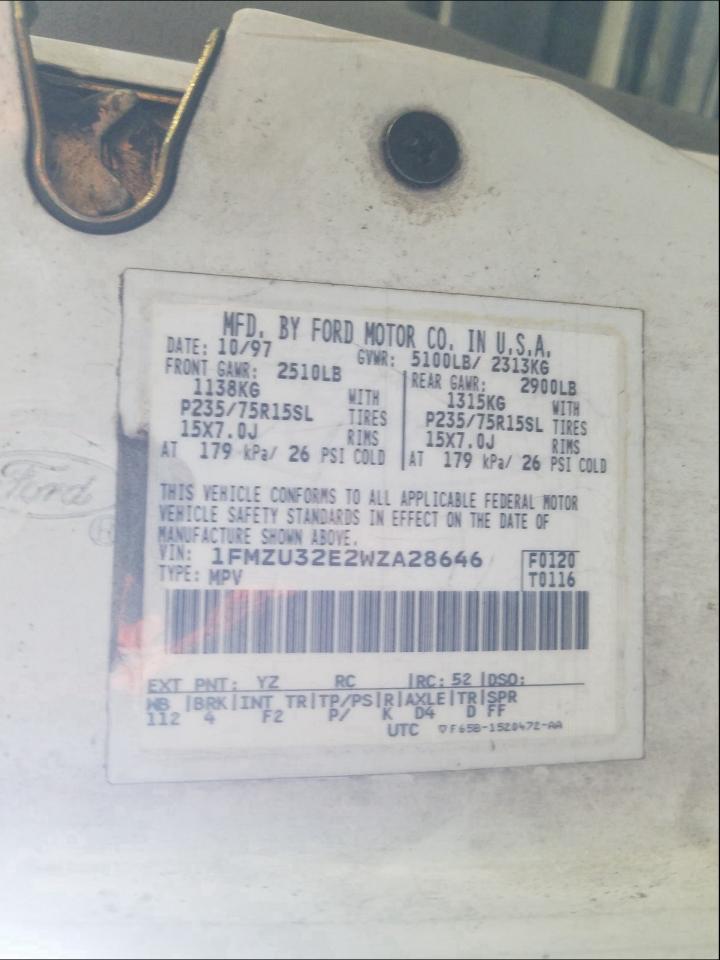 MFD. BY FORD MOTOR CO. IN U.S.A.
DATE: 10/97 GVWR: 5100LB/ 2313KG
FRONT GAWR: 2510LB REAR GAWR: 2900LB
1138KG WITH 1315KG WITH
P235/75R15SL TIRES P235/75R15SL TIRES
15X7.0J RIMS 15X7.0J RIMS
AT 179 kPa/ 26 PSI COLD AT 179 kPa/ 26 PSI COLD
Ford
THIS VEHICLE CONFORMS TO ALL APPLICABLE FEDERAL MOTOR
VEHICLE SAFETY STANDARDS IN EFFECT ON THE DATE OF
MANUFACTURE SHOWN ABOVE.
VIN: 1FMZU32E2WZA28646 F0120
TYPE: MPV T0116
EXT PNT: YZ RC |RC: 52 |DSO:
WB |BRK|INT TR|TP/PS|R|AXLE|TR|SPR
112 4 F2 P/ K D4 D FF
UTC ▽F65B-1520472-AA